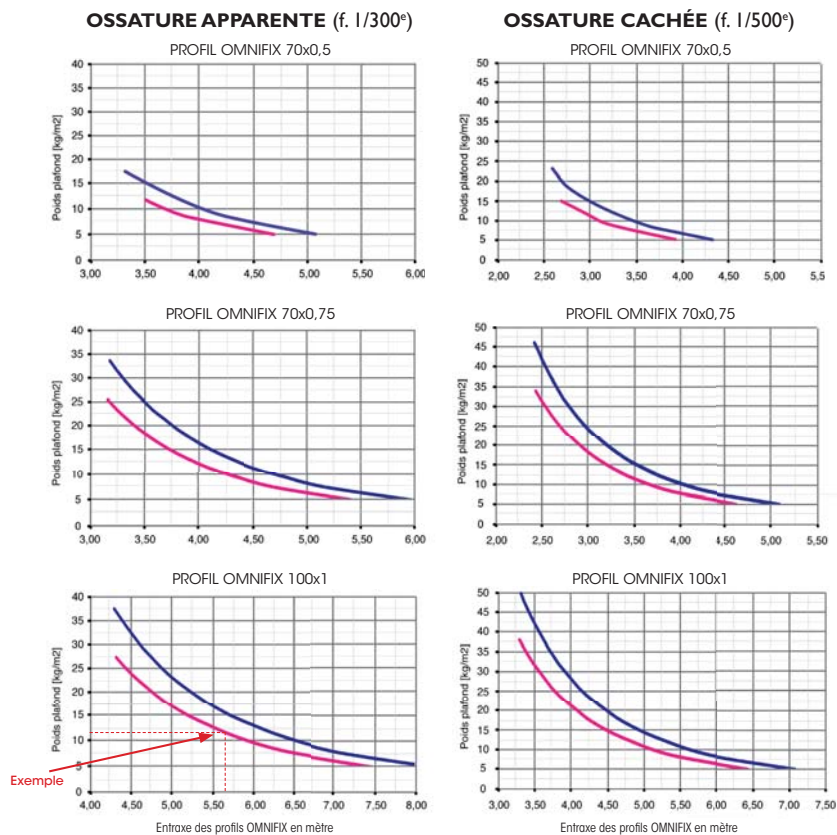 OSSATURE APPARENTE (f. 1/300e)
OSSATURE CACHÉE (f. 1/500e)
PROFIL OMNIFIX 70x0,5
Poids plafond [kg/m2]
40
35
30
25
20
15
10
5
0
3,00 3,50 4,00 4,50 5,00 5,50 6,00
PROFIL OMNIFIX 70x0,5
Poids plafond [kg/m2]
50
45
40
35
30
25
20
15
10
5
0
2,00 2,50 3,00 3,50 4,00 4,50 5,00 5,5
PROFIL OMNIFIX 70x0,75
Poids plafond [kg/m2]
40
35
30
25
20
15
10
5
0
3,00 3,50 4,00 4,50 5,00 5,50 6,00
PROFIL OMNIFIX 70x0,75
Poids plafond [kg/m2]
50
45
40
35
30
25
20
15
10
5
0
2,00 2,50 3,00 3,50 4,00 4,50 5,00 5,50
PROFIL OMNIFIX 100x1
Poids plafond [kg/m2]
40
35
30
25
20
15
10
5
0
Exemple
4,00 4,50 5,00 5,50 6,00 6,50 7,00 7,50 8,00
Entraxe des profils OMNIFIX en mètre
PROFIL OMNIFIX 100x1
Poids plafond [kg/m2]
50
45
40
35
30
25
20
15
10
5
0
3,00 3,50 4,00 4,50 5,00 5,50 6,00 6,50 7,00 7,50
Entraxe des profils OMNIFIX en mètre